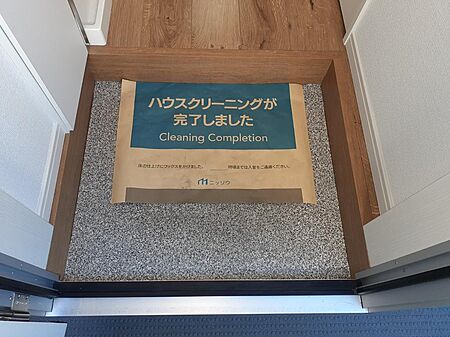 ハウスクリーニングが
完了しました
Cleaning Completion
床の仕上げにワックスをかけました。 時頃までは入室をご遠慮ください。
ニッソウ